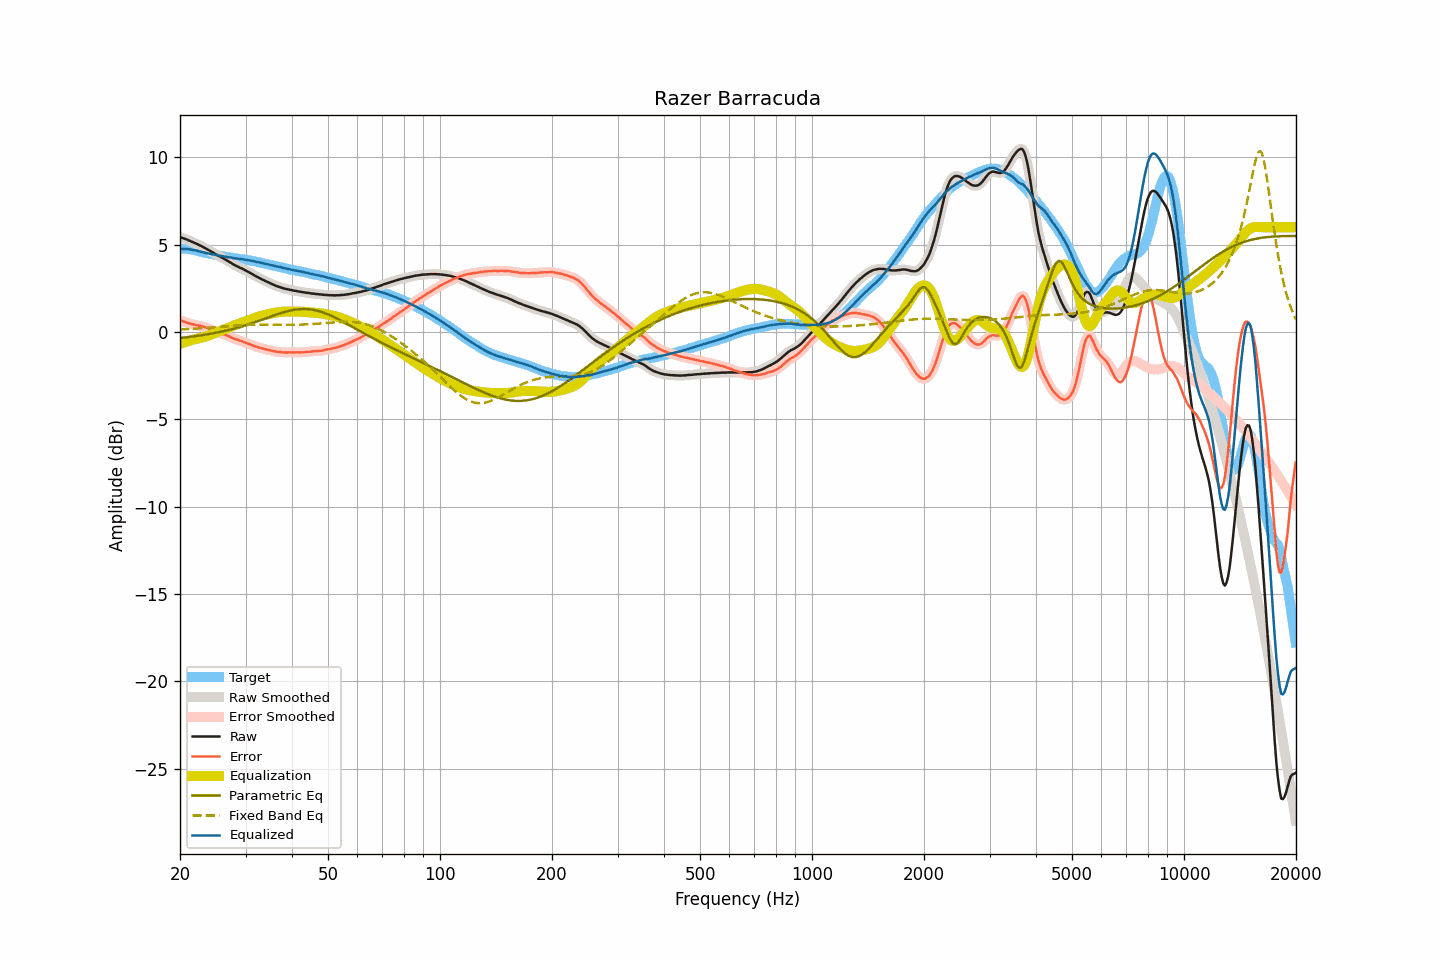 Razer Barracuda
10
5
0
−5
−10
−15
−20
−25
Amplitude (dBr)
Target
Raw Smoothed
Error Smoothed
Raw
Error
Equalization
Parametric Eq
Fixed Band Eq
Equalized
20 50 100 200 500 1000 2000 5000 10000 20000
Frequency (Hz)